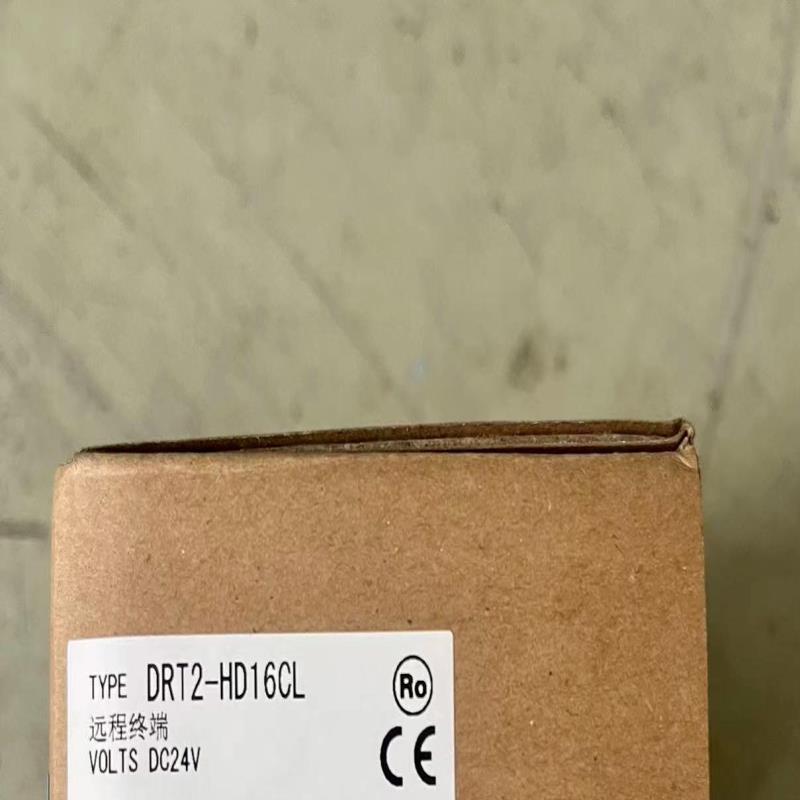 TYPE DRT2-HD16CL
Ro
远程终端
VOLTS DC24V
CE